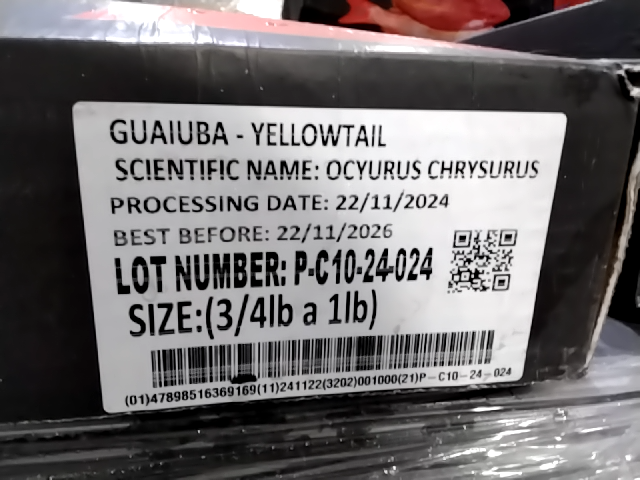 GUAIUBA - YELLOWTAIL
SCIENTIFIC NAME: OCYURUS CHRYSURUS
PROCESSING DATE: 22/11/2024
BEST BEFORE: 22/11/2026
LOT NUMBER: P-C10-24-024
SIZE:(3/4lb a 1lb)
(01)47898516369169(11)241122(3202)001000(21)P-C10-24-024